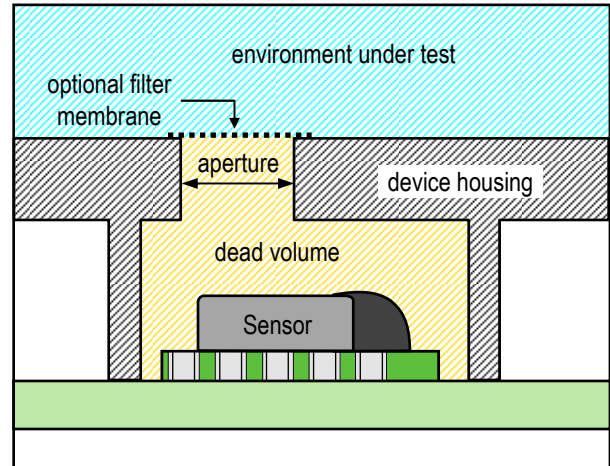 environment under test
optional filter
membrane
aperture
device housing
dead volume
Sensor